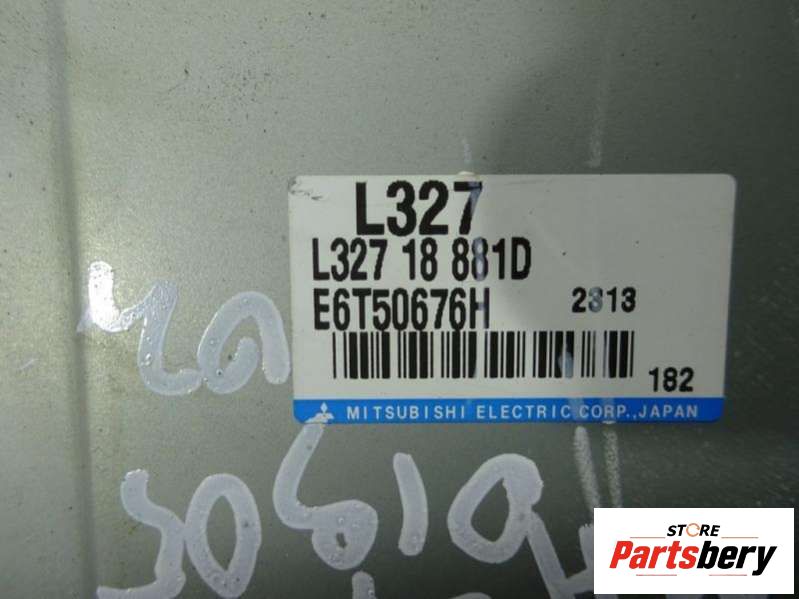 L327
L327 18 881D
E6T50676H 2313
182
MITSUBISHI ELECTRIC CORP., JAPAN
STORE
Partsbery